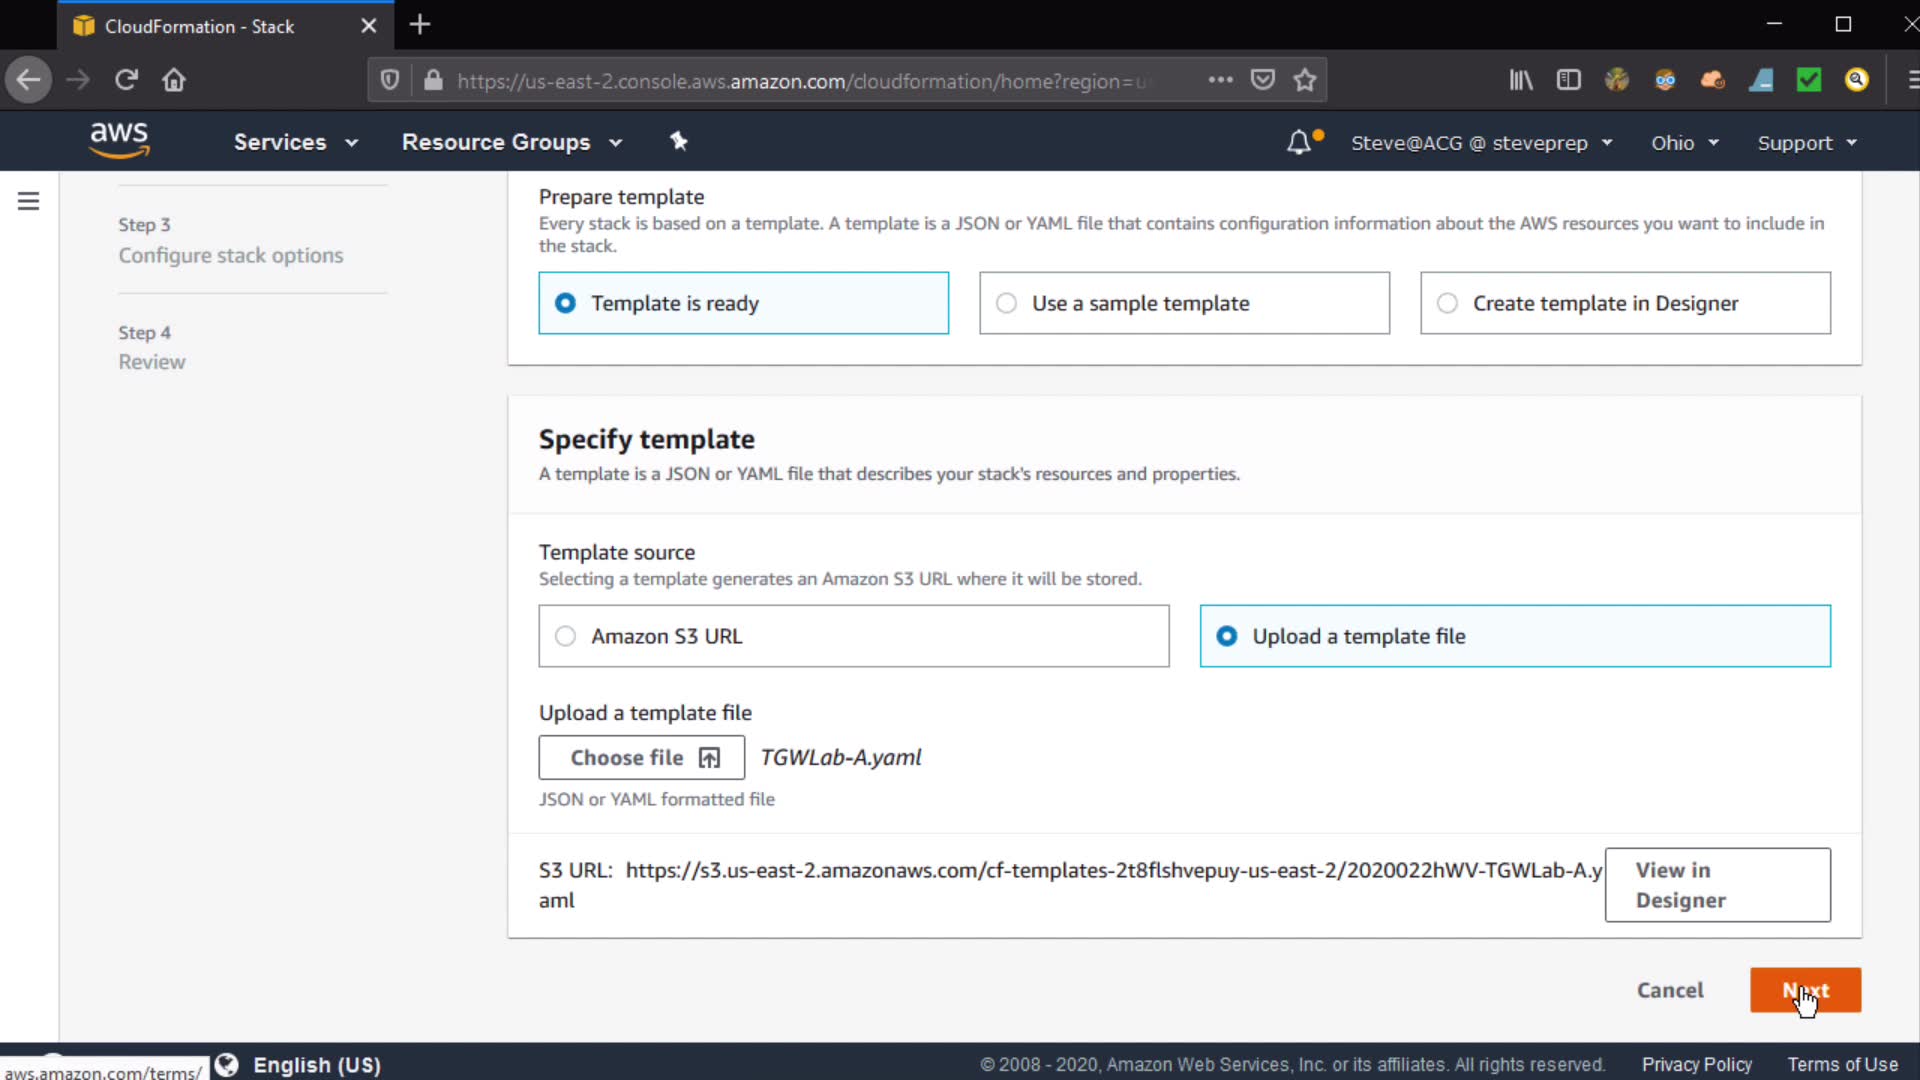 CloudFormation - Stack
https://us-east-2.console.aws.amazon.com/cloudformation/home?region=u
aws
Services
Resource Groups
Steve@ACG @ steveprep
Ohio
Support
Step 3
Configure stack options
Step 4
Review
Prepare template
Every stack is based on a template. A template is a JSON or YAML file that contains configuration information about the AWS resources you want to include in
the stack.
Template is ready
Use a sample template
Create template in Designer
Specify template
A template is a JSON or YAML file that describes your stack's resources and properties.
Template source
Selecting a template generates an Amazon S3 URL where it will be stored.
Amazon S3 URL
Upload a template file
Upload a template file
Choose file
TGWLab-A.yaml
JSON or YAML formatted file
S3 URL: https://s3.us-east-2.amazonaws.com/cf-templates-2t8flshvepuy-us-east-2/2020022hWV-TGWLab-A.y
aml
View in
Designer
Cancel
Next
aws.amazon.com/terms/
English (US)
© 2008 - 2020, Amazon Web Services, Inc. or its affiliates. All rights reserved.
Privacy Policy
Terms of Use